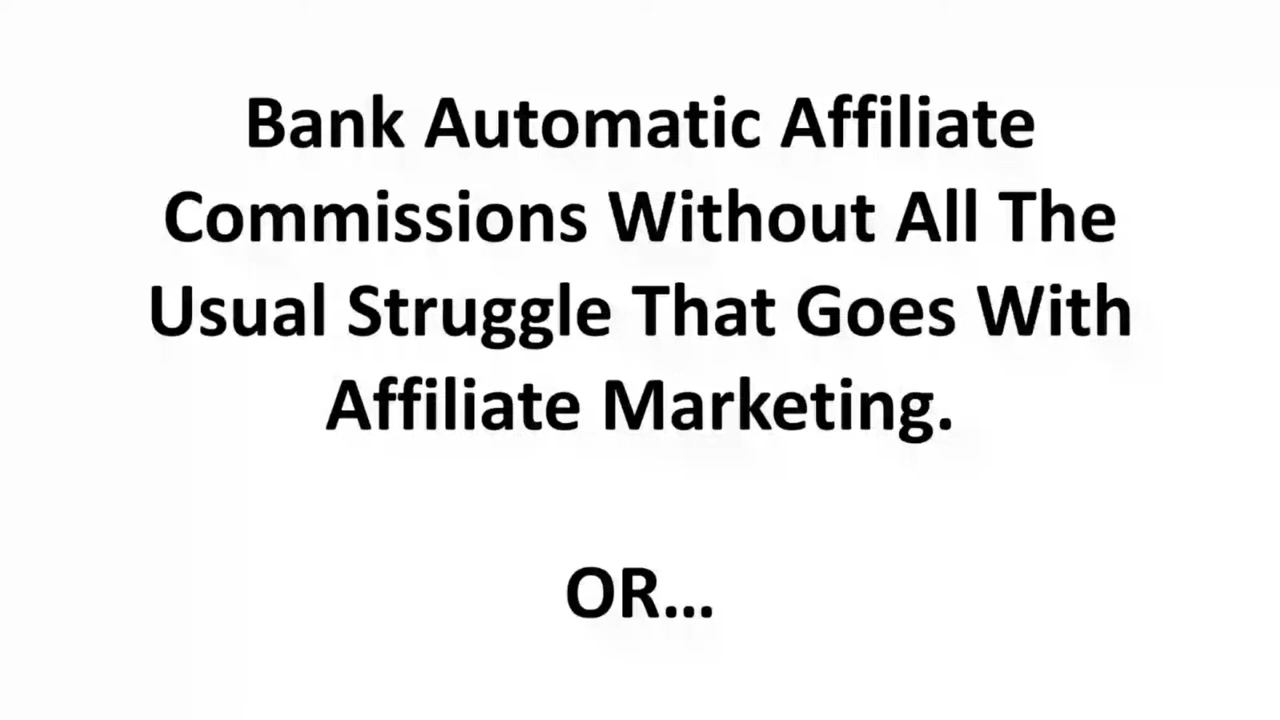 Bank Automatic Affiliate
Commissions Without All The
Usual Struggle That Goes With
Affiliate Marketing.
OR...